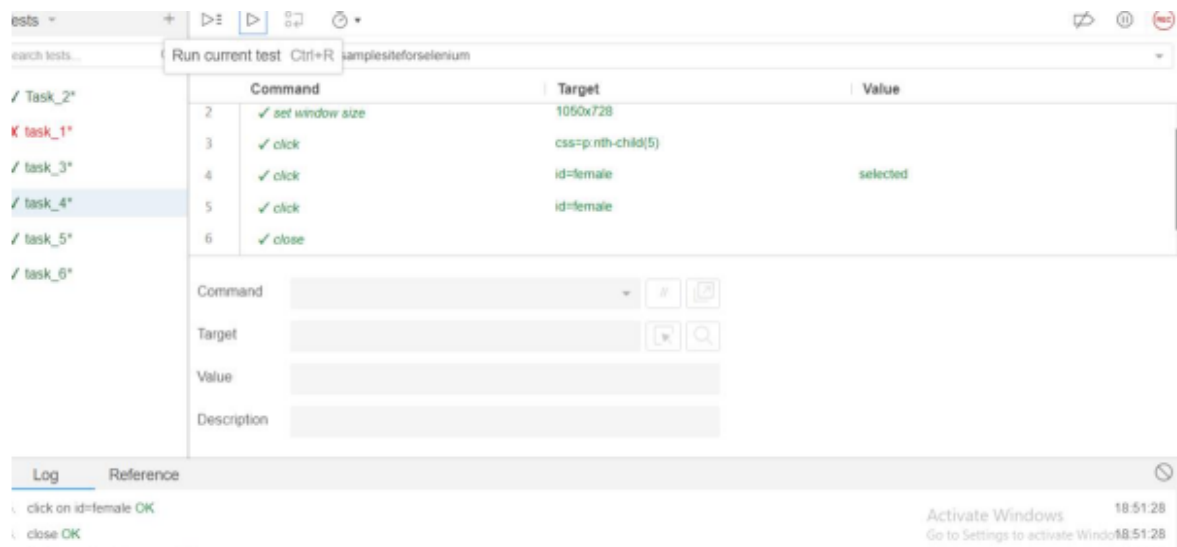 ests
REC
earch tests...
Run current test Ctrl+R
samplesiteforselenium
Command Target Value
✓ Task_2*
X task_1*
✓ task_3*
✓ task_4*
✓ task_5*
✓ task_6*
2 ✓ set window size 1050x728
3 ✓ click css=p:nth-child(5)
4 ✓ click id=female selected
5 ✓ click id=female
6 ✓ close
Command
//
Target
Value
Description
Log Reference
click on id=female OK 18:51:28
close OK 18:51:28
Activate Windows
Go to Settings to activate Windo